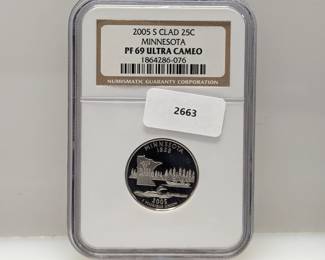 2005 S CLAD 25C
MINNESOTA
PF 69 ULTRA CAMEO
1864286-076
NUMISMATIC GUARANTY CORPORATION
2663
MINNESOTA
1858
2005